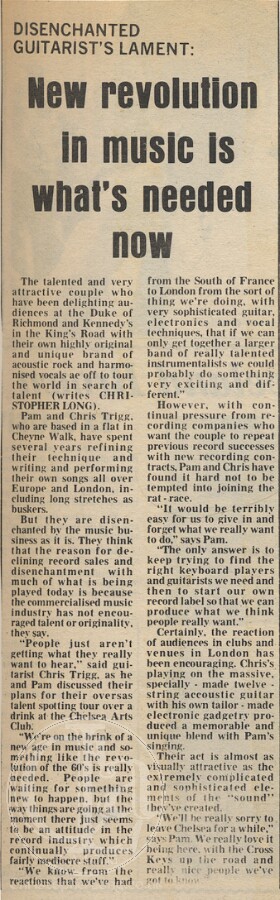 DISENCHANTED
GUITARIST'S LAMENT:
New revolution
in music is
what's needed
now
The talented and very
attractive couple who
have been delighting au-
diences at the Duke of
Richmond and Kennedy's
in the King's Road with
their own highly original
and unique brand of
acoustic rock and harmo-
nised vocals are off to tour
the world in search of
talent (writes CHRI-
STOPHER LONG).
Pam and Chris Trigg,
who are based in a flat in
Cheyne Walk, have spent
several years refining
their technique and
writing and performing
their own songs all over
Europe and London, in-
cluding long stretches as
buskers.
But they are disen-
chanted by the music bu-
siness as it is. They think
that the reason for de-
clining record sales and
disenchantment with
much of what is being
played today is because
the commercialised music
industry has not encou-
raged talent or originality,
they say.
"People just aren't
getting what they really
want to hear," said gui-
tarist Chris Trigg, as he
and Pam discussed their
plans for their overseas
talent spotting tour over a
drink at the Chelsea Arts
Club.
"We're on the brink of a
new age in music and so-
mething like the revo-
lution of the 60's is really
needed. People are
waiting for something
new to happen, but the
way things are going at the
moment there just seems
to be an attitude in the
record industry which
continually produces
fairly mediocre stuff."
"We know from the
reactions that we've had
from the South of France
to London from the sort of
thing we're doing, with
very sophisticated guitar,
electronics and vocal
techniques, that if we can
only get together a larger
band of really talented
instrumentalists we could
probably do something
very exciting and dif-
ferent."
However, with con-
tinual pressure from re-
cording companies who
want the couple to repeat
previous record successes
with new recording con-
tracts, Pam and Chris have
found it hard not to be
tempted into joining the
rat - race.
"It would be terribly
easy for us to give in and
forget what we really want
to do," says Pam.
"The only answer is to
keep trying to find the
right keyboard players
and guitarists we need and
then to start our own
record label so that we can
produce what we think
people really want."
Certainly, the reaction
of audiences in clubs and
venues in London has
been encouraging. Chris's
playing on the massive,
specially - made twelve -
string accoustic guitar
with his own tailor - made
electronic gadgetry pro-
duced a memorable and
unique blend with Pam's
singing.
Their act is almost as
visually attractive as the
extremely complicated
and sophisticated ele-
ments of the "sound"
they've created.
"We'll be really sorry to
leave Chelsea for a while,"
says Pam. We really love it
being here, with the Cross
Keys up the road and
really nice people we've
got to know